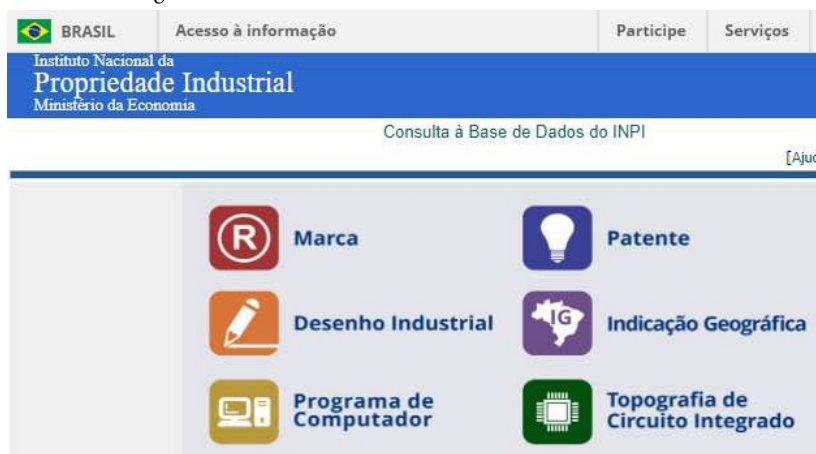 BRASIL
Acesso à informação
Participe
Serviços
Instituto Nacional da
Propriedade Industrial
Ministério da Economia
Consulta à Base de Dados do INPI
R
Marca
Patente
Desenho Industrial
IG
Indicação Geográfica
Programa de
Computador
Topografia de
Circuito Integrado